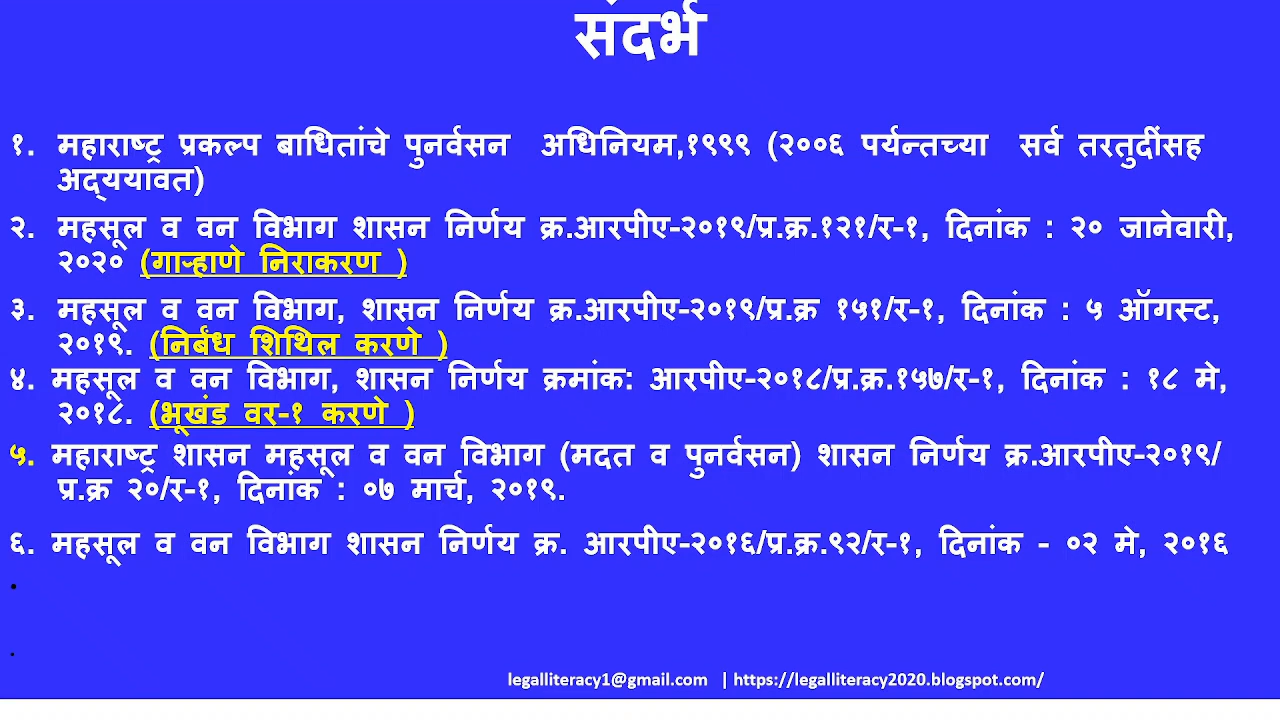 संदर्भ
१. महाराष्ट्र प्रकल्प बाधितांचे पुनर्वसन अधिनियम,१९९९ (२००६ पर्यन्तच्या सर्व तरतुदींसह
अद्ययावत)
२. महसूल व वन विभाग शासन निर्णय क्र.आरपीए-२०१९/प्र.क्र.१२१/र-१, दिनांक : २० जानेवारी,
२०२० (गाऱ्हाणे निराकरण )
३. महसूल व वन विभाग, शासन निर्णय क्र.आरपीए-२०१९/प्र.क्र १५१/र-१, दिनांक : ५ ऑगस्ट,
२०१९. (निर्बंध शिथिल करणे )
४. महसूल व वन विभाग, शासन निर्णय क्रमांक: आरपीए-२०१८/प्र.क्र.१५७/र-१, दिनांक : १८ मे,
२०१८. (भूखंड वर-१ करणे )
५. महाराष्ट्र शासन महसूल व वन विभाग (मदत व पुनर्वसन) शासन निर्णय क्र.आरपीए-२०१९/
प्र.क्र २०/र-१, दिनांक : ०७ मार्च, २०१९.
६. महसूल व वन विभाग शासन निर्णय क्र. आरपीए-२०१६/प्र.क्र.९२/र-१, दिनांक - ०२ मे, २०१६
legalliteracy1@gmail.com | https://legalliteracy2020.blogspot.com/